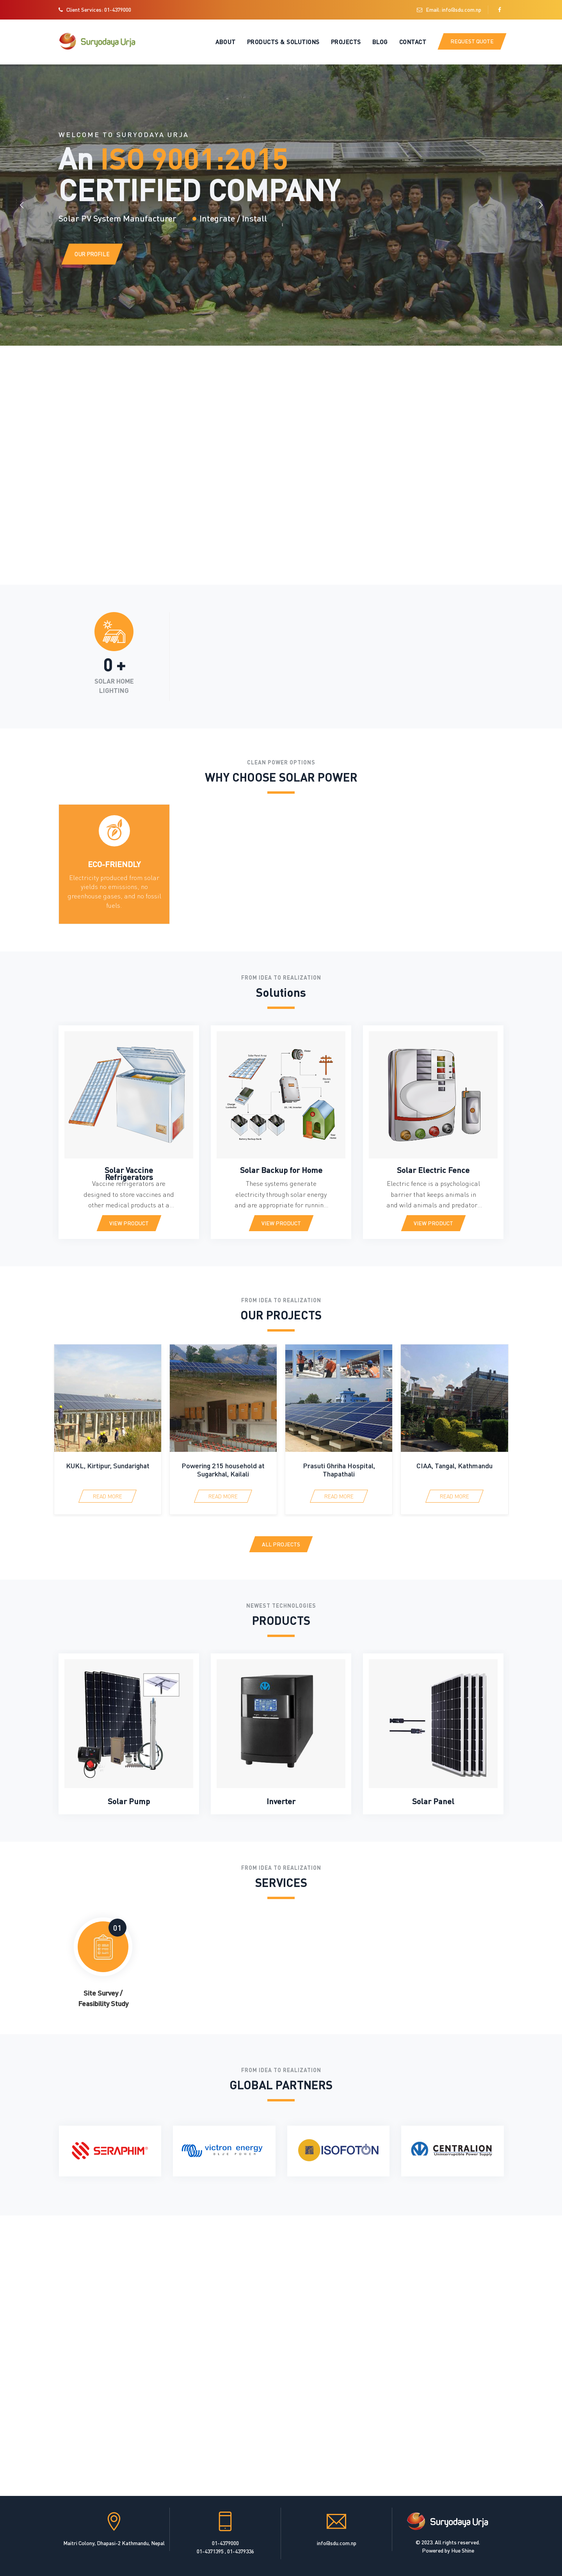 Client Services: 01-4379000
Email: info@sdu.com.np
Suryodaya Urja
ABOUT
PRODUCTS & SOLUTIONS
PROJECTS
BLOG
CONTACT
REQUEST QUOTE
WELCOME TO SURYODAYA URJA
An ISO 9001:2015
CERTIFIED COMPANY
Solar PV System Manufacturer
Integrate / Install
OUR PROFILE
0 +
SOLAR HOME
LIGHTING
CLEAN POWER OPTIONS
WHY CHOOSE SOLAR POWER
ECO-FRIENDLY
Electricity produced from solar
yields no emissions, no
greenhouse gases, and no fossil
fuels.
FROM IDEA TO REALIZATION
Solutions
Solar Vaccine
Refrigerators
Vaccine refrigerators are
designed to store vaccines and
other medical products at a
VIEW PRODUCT
Solar Backup for Home
These systems generate
electricity through solar energy
and are appropriate for runnin...
VIEW PRODUCT
Solar Electric Fence
Electric fence is a psychological
barrier that keeps animals in
and wild animals and predator...
VIEW PRODUCT
FROM IDEA TO REALIZATION
OUR PROJECTS
KUKL, Kirtipur, Sundarighat
READ MORE
Powering 215 household at
Sugarkhal, Kailali
READ MORE
Prasuti Ghriha Hospital,
Thapathali
READ MORE
CIAA, Tangal, Kathmandu
READ MORE
ALL PROJECTS
NEWEST TECHNOLOGIES
PRODUCTS
Solar Pump
Inverter
Solar Panel
FROM IDEA TO REALIZATION
SERVICES
01
Site Survey /
Feasibility Study
FROM IDEA TO REALIZATION
GLOBAL PARTNERS
SERAPHIM®
victron energy
BLUE POWER
ISOFOTON
CENTRALION
Uninterruptible Power Supply
Maitri Colony, Dhapasi-2 Kathmandu, Nepal
01-4379000
01-4371395 , 01-4379336
info@sdu.com.np
Suryodaya Urja
© 2023. All rights reserved.
Powered by Hue Shine